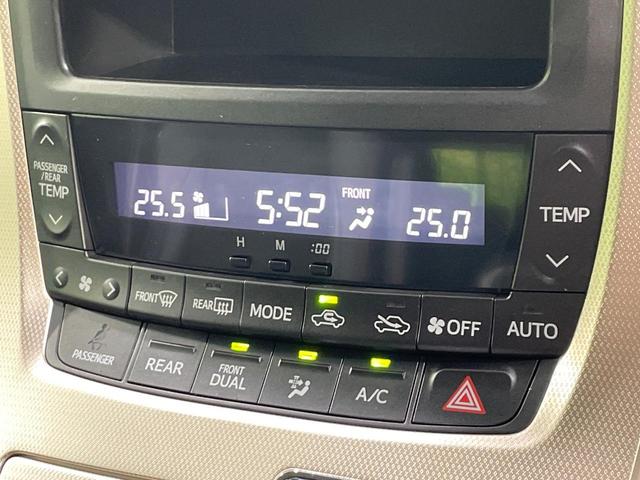 PASSENGER
/REAR
TEMP
25.5 5:52 FRONT 25.0
TEMP
H M :00
FRONT REAR MODE OFF AUTO
PASSENGER
REAR
FRONT
DUAL
A/C